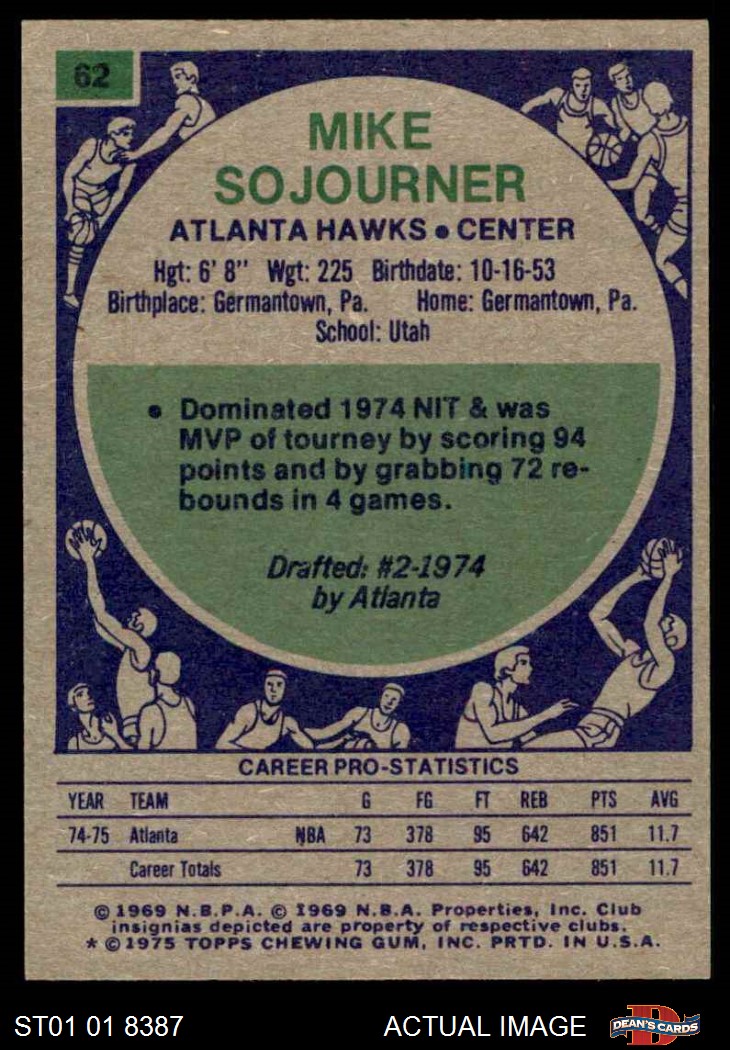 62
MIKE
SOJOURNER
ATLANTA HAWKS • CENTER
Hgt: 6' 8" Wgt: 225 Birthdate: 10-16-53
Birthplace: Germantown, Pa. Home: Germantown, Pa.
School: Utah
• Dominated 1974 NIT & was
MVP of tourney by scoring 94
points and by grabbing 72 re-
bounds in 4 games.
Drafted: #2-1974
by Atlanta
CAREER PRO-STATISTICS
YEAR TEAM G FG FT REB PTS AVG
74-75 Atlanta NBA 73 378 95 642 851 11.7
Career Totals 73 378 95 642 851 11.7
© 1969 N.B.P.A. © 1969 N.B.A. Properties, Inc. Club
insignias depicted are property of respective clubs.
* © 1975 TOPPS CHEWING GUM, INC. PRTD. IN U.S.A.
ST01 01 8387 ACTUAL IMAGE D DEAN'S CARDS